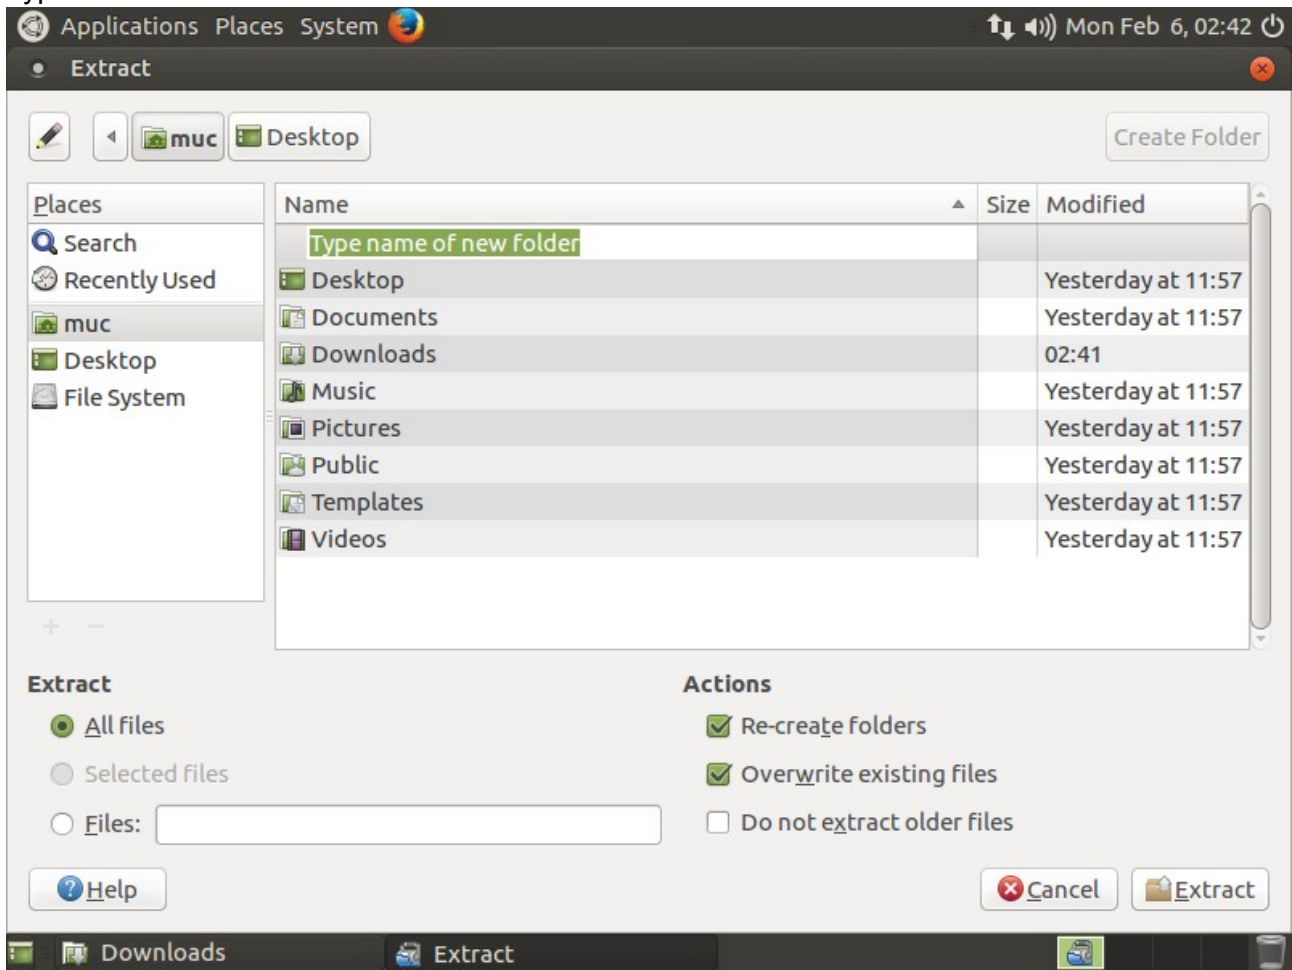 Applications Places System Mon Feb 6, 02:42
Extract
muc Desktop Create Folder
Places
Search
Recently Used
muc
Desktop
File System
Name Size Modified
Type name of new folder
Desktop Yesterday at 11:57
Documents Yesterday at 11:57
Downloads 02:41
Music Yesterday at 11:57
Pictures Yesterday at 11:57
Public Yesterday at 11:57
Templates Yesterday at 11:57
Videos Yesterday at 11:57
Extract
All files
Selected files
Files:
Actions
Re-create folders
Overwrite existing files
Do not extract older files
Help Cancel Extract
Downloads Extract